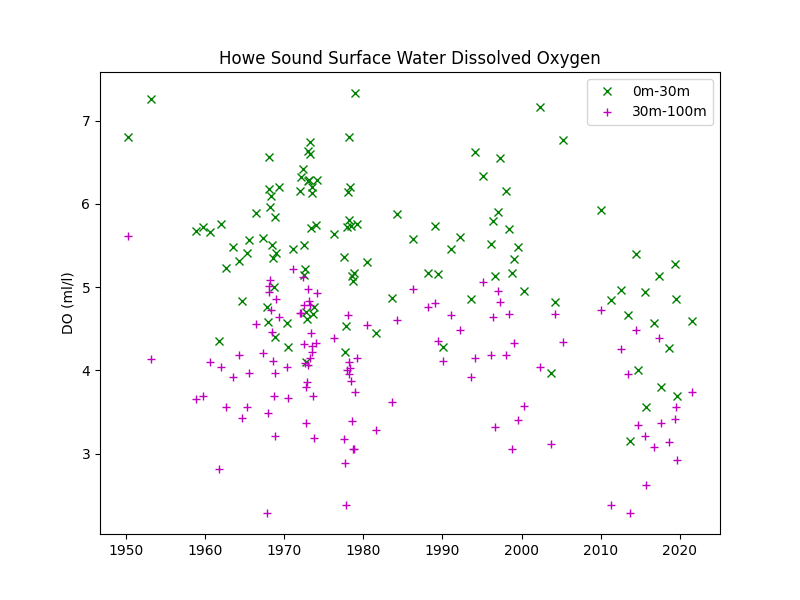 Howe Sound Surface Water Dissolved Oxygen
0m-30m
30m-100m
DO (ml/l)
7
6
5
4
3
1950 1960 1970 1980 1990 2000 2010 2020